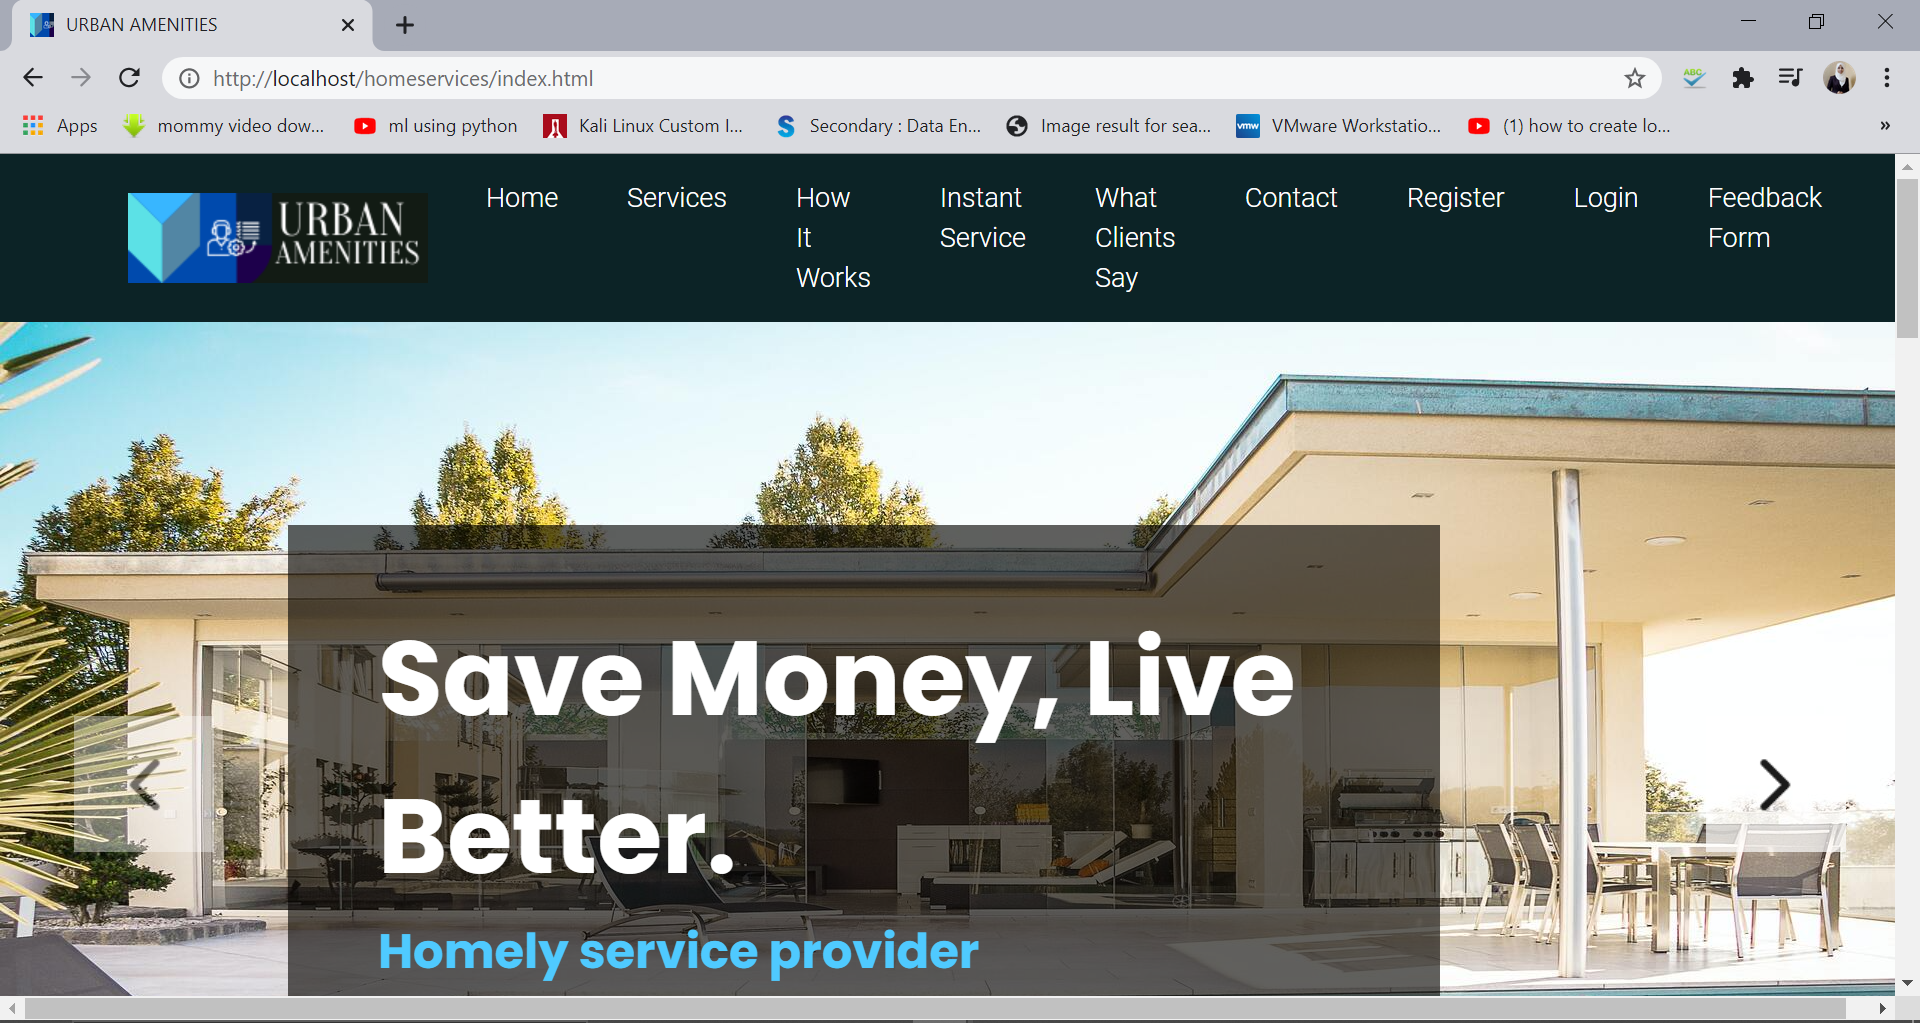 URBAN AMENITIES
http://localhost/homeservices/index.html
ABC
Apps
mommy video dow...
ml using python
Kali Linux Custom I...
Secondary : Data En...
Image result for sea...
vmw
VMware Workstatio...
(1) how to create lo...
»
URBAN
AMENITIES
Home
Services
How
It
Works
Instant
Service
What
Clients
Say
Contact
Register
Login
Feedback
Form
Save Money, Live
Better.
Homely service provider